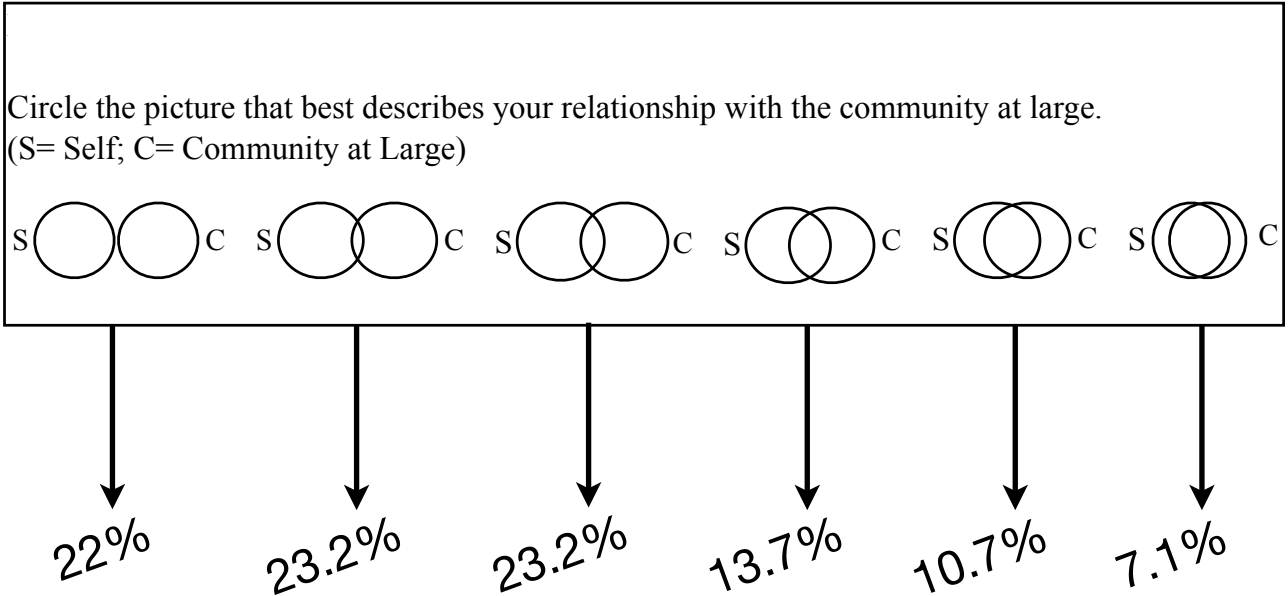 Circle the picture that best describes your relationship with the community at large.
(S= Self; C= Community at Large)
S C S C S C S C S C S C
22% 23.2% 23.2% 13.7% 10.7% 7.1%